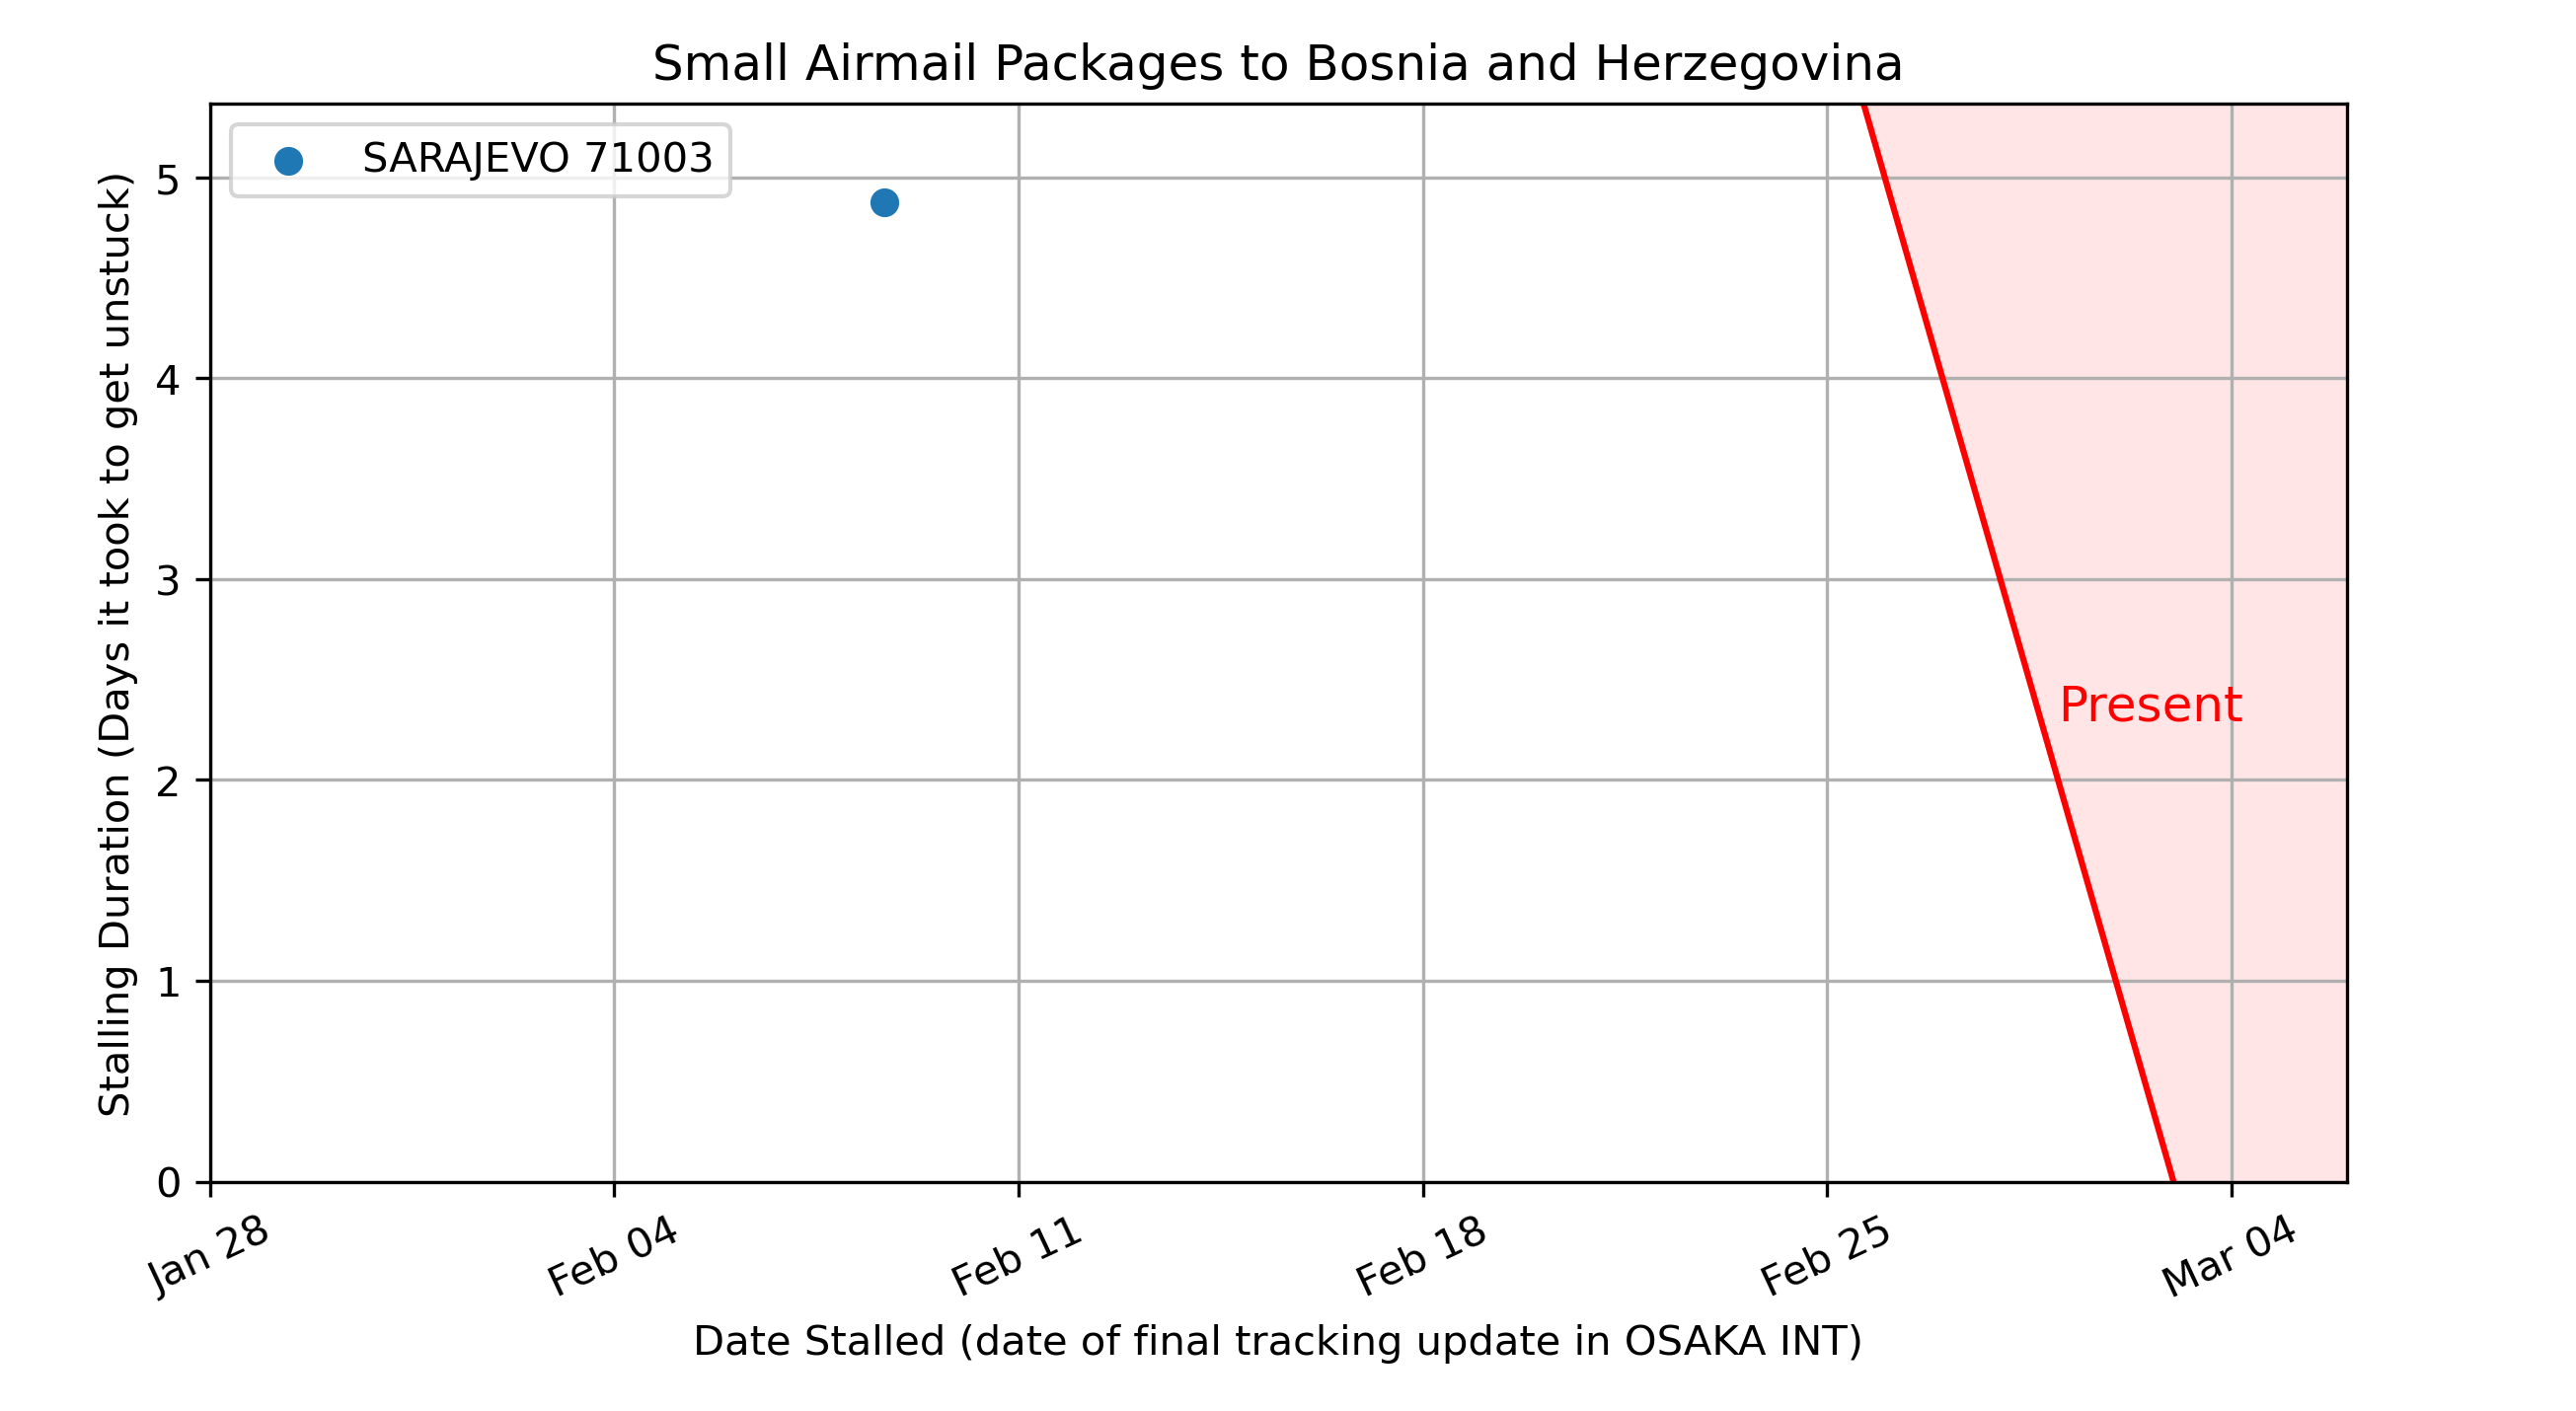 Small Airmail Packages to Bosnia and Herzegovina
SARAJEVO 71003
Stalling Duration (Days it took to get unstuck)
5
4
3
2
1
0
Present
Jan 28
Feb 04
Feb 11
Feb 18
Feb 25
Mar 04
Date Stalled (date of final tracking update in OSAKA INT)